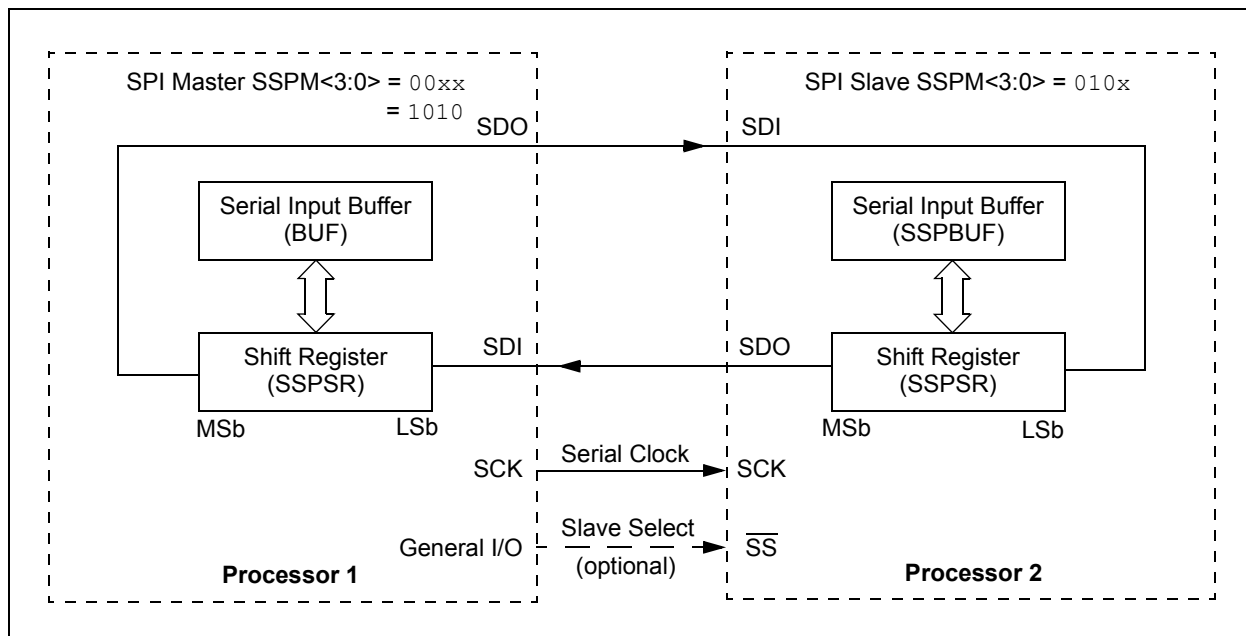 SPI Master SSPM<3:0> = 00xx
= 1010
SDO
Serial Input Buffer
(BUF)
Shift Register
(SSPSR)
MSb
LSb
SDI
SCK
General I/O
Processor 1
Serial Clock
Slave Select
(optional)
SPI Slave SSPM<3:0> = 010x
SDI
Serial Input Buffer
(SSPBUF)
SDO
Shift Register
(SSPSR)
MSb
LSb
SCK
S̅S̅
Processor 2